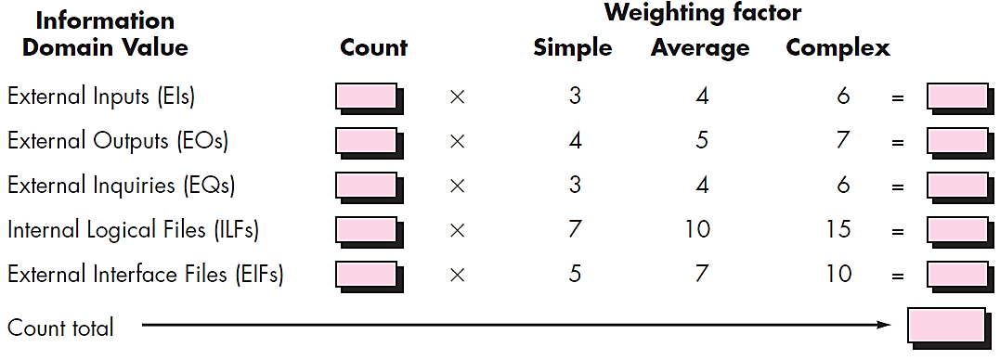 Information
Domain Value Count Weighting factor
Simple Average Complex
External Inputs (EIs) × 3 4 6 =
External Outputs (EOs) × 4 5 7 =
External Inquiries (EQs) × 3 4 6 =
Internal Logical Files (ILFs) × 7 10 15 =
External Interface Files (EIFs) × 5 7 10 =
Count total